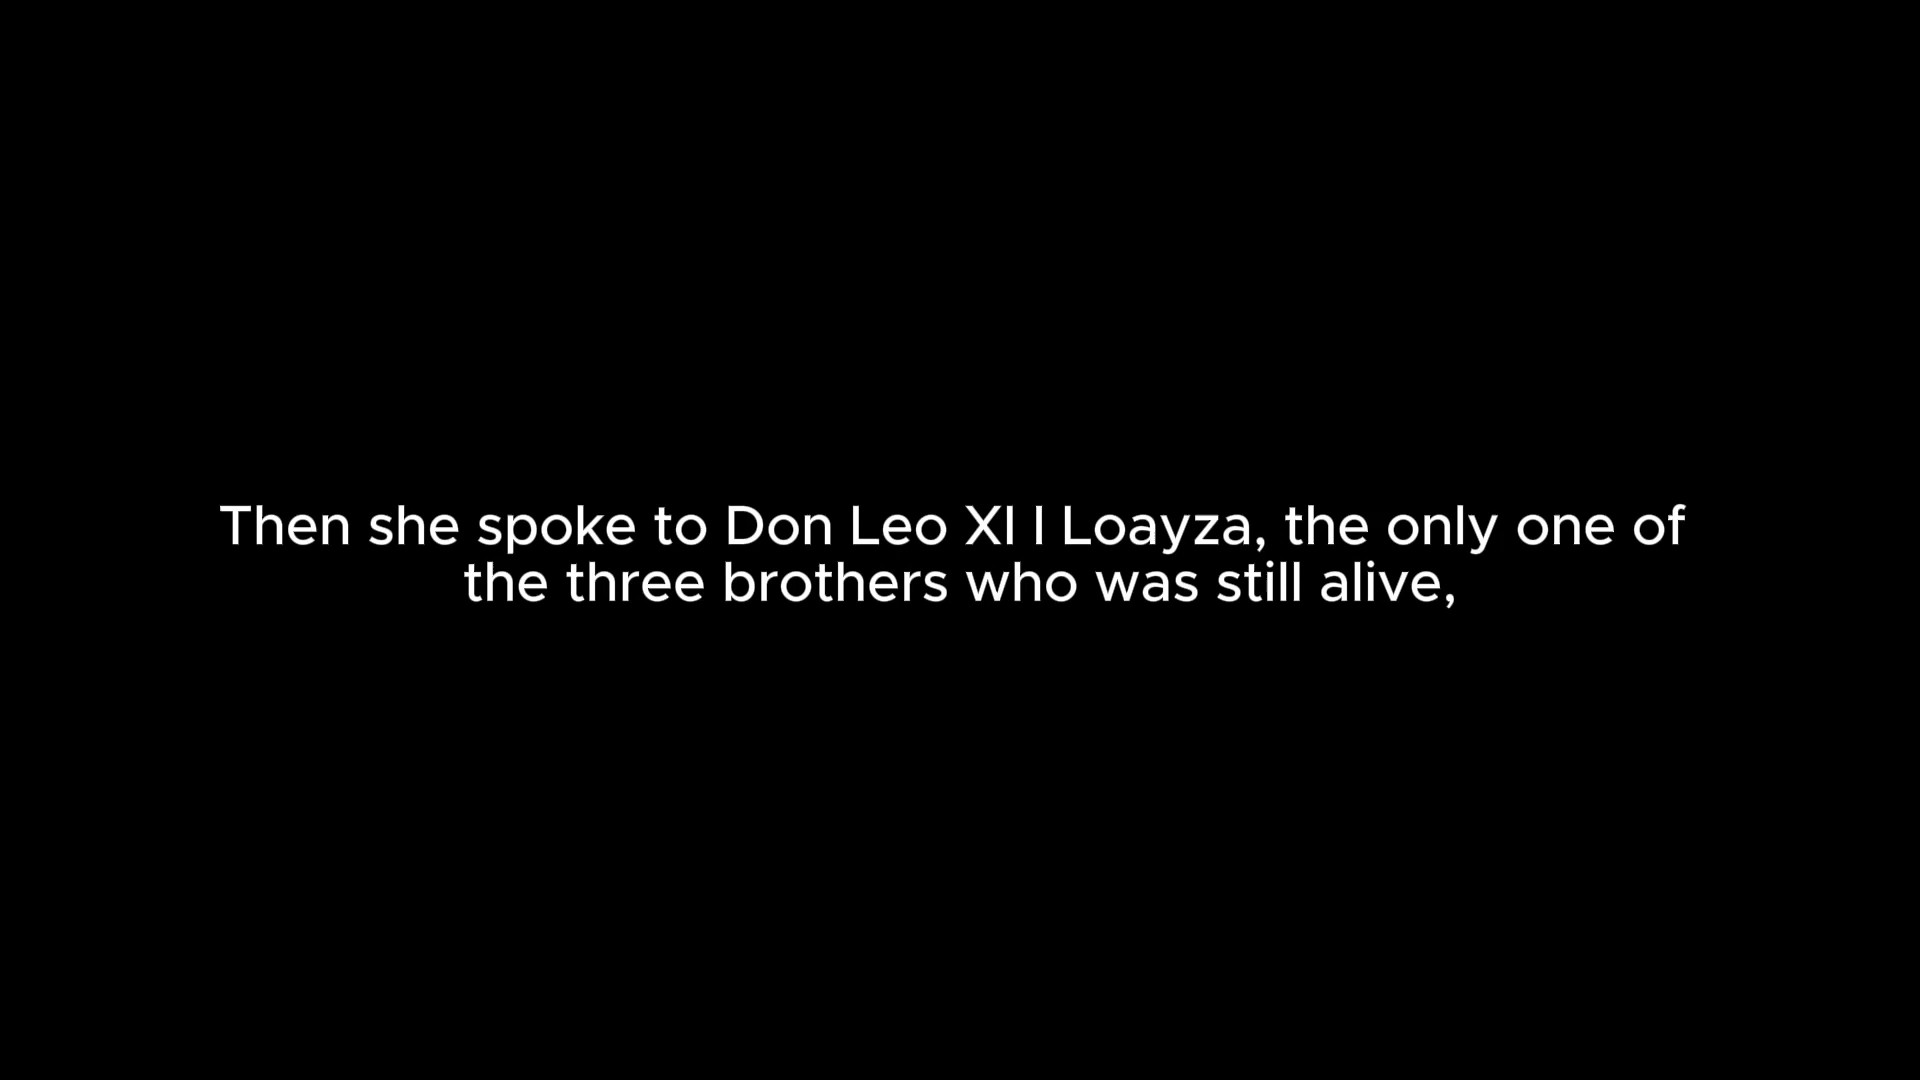 Then she spoke to Don Leo XI I Loayza, the only one of
the three brothers who was still alive,